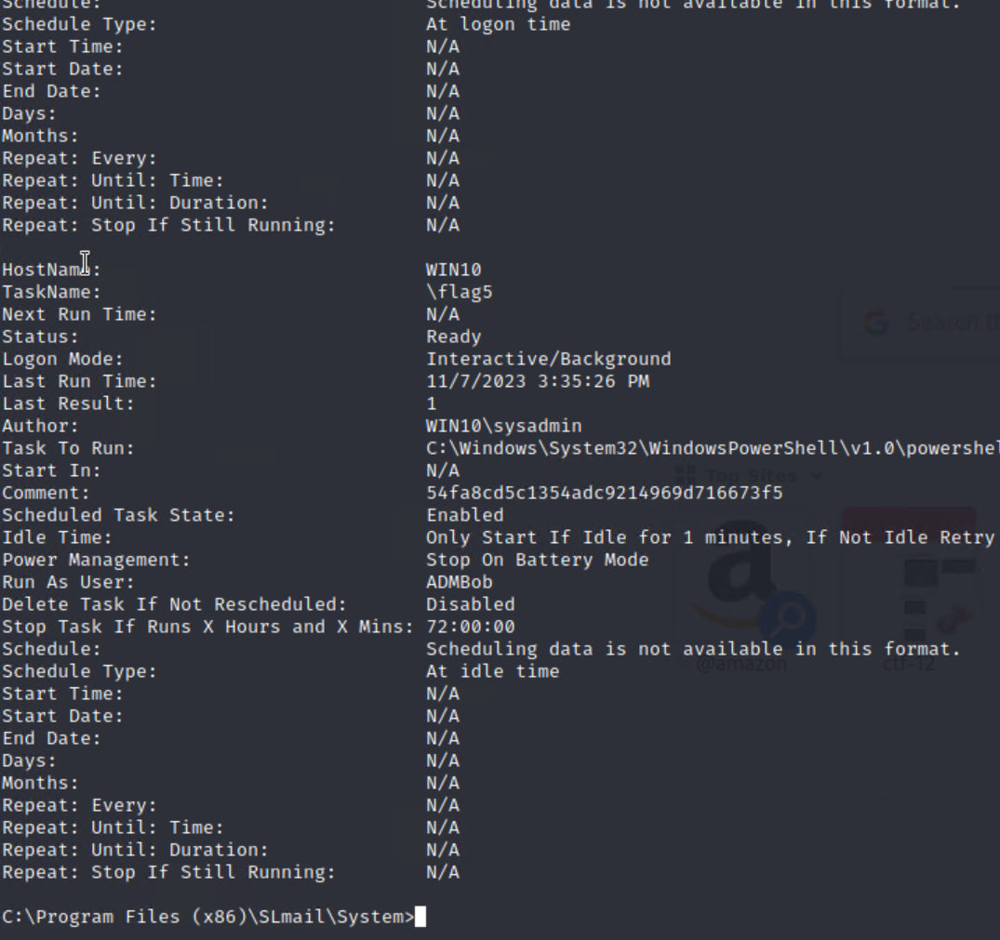 Schedule: Scheduling data is not available in this format.
Schedule Type: At logon time
Start Time: N/A
Start Date: N/A
End Date: N/A
Days: N/A
Months: N/A
Repeat: Every: N/A
Repeat: Until: Time: N/A
Repeat: Until: Duration: N/A
Repeat: Stop If Still Running: N/A
HostName: WIN10
TaskName: \flag5
Next Run Time: N/A
Status: Ready
Logon Mode: Interactive/Background
Last Run Time: 11/7/2023 3:35:26 PM
Last Result: 1
Author: WIN10\sysadmin
Task To Run: C:\Windows\System32\WindowsPowerShell\v1.0\powershel
Start In: N/A
Comment: 54fa8cd5c1354adc9214969d716673f5
Scheduled Task State: Enabled
Idle Time: Only Start If Idle for 1 minutes, If Not Idle Retry
Power Management: Stop On Battery Mode
Run As User: ADMBob
Delete Task If Not Rescheduled: Disabled
Stop Task If Runs X Hours and X Mins: 72:00:00
Schedule: Scheduling data is not available in this format.
Schedule Type: At idle time
Start Time: N/A
Start Date: N/A
End Date: N/A
Days: N/A
Months: N/A
Repeat: Every: N/A
Repeat: Until: Time: N/A
Repeat: Until: Duration: N/A
Repeat: Stop If Still Running: N/A
C:\Program Files (x86)\SLmail\System>
Search
Top Sites
@amazon
ctf-12